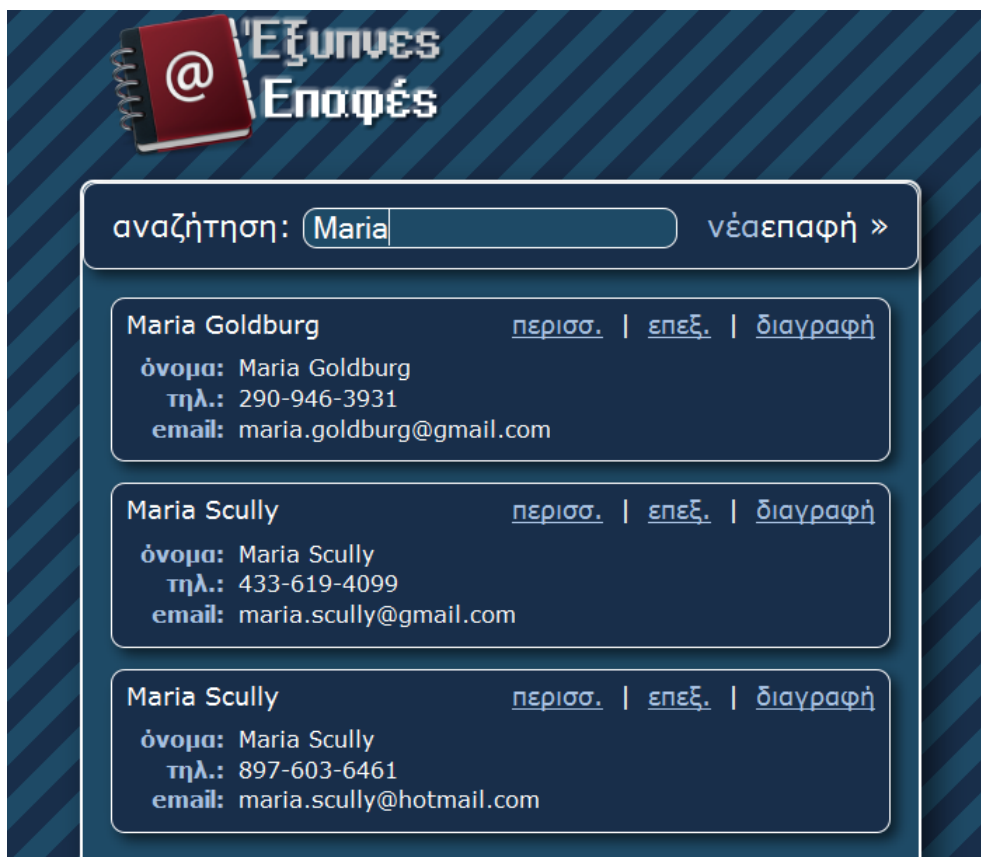 @
Έξυπνες
Επαφές
αναζήτηση: Maria νέαεπαφή »
Maria Goldburg περισσ. | επεξ. | διαγραφή
όνομα: Maria Goldburg
τηλ.: 290-946-3931
email: maria.goldburg@gmail.com
Maria Scully περισσ. | επεξ. | διαγραφή
όνομα: Maria Scully
τηλ.: 433-619-4099
email: maria.scully@gmail.com
Maria Scully περισσ. | επεξ. | διαγραφή
όνομα: Maria Scully
τηλ.: 897-603-6461
email: maria.scully@hotmail.com